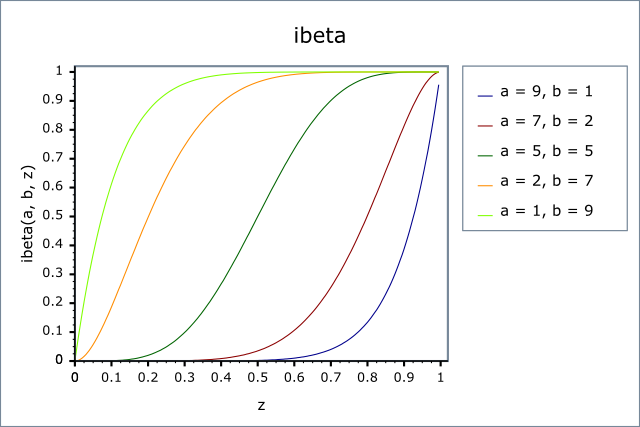 ibeta
1
0.9
0.8
0.7
0.6
0.5
0.4
0.3
0.2
0.1
0
ibeta(a, b, z)
0 0.1 0.2 0.3 0.4 0.5 0.6 0.7 0.8 0.9 1
z
a = 9, b = 1
a = 7, b = 2
a = 5, b = 5
a = 2, b = 7
a = 1, b = 9